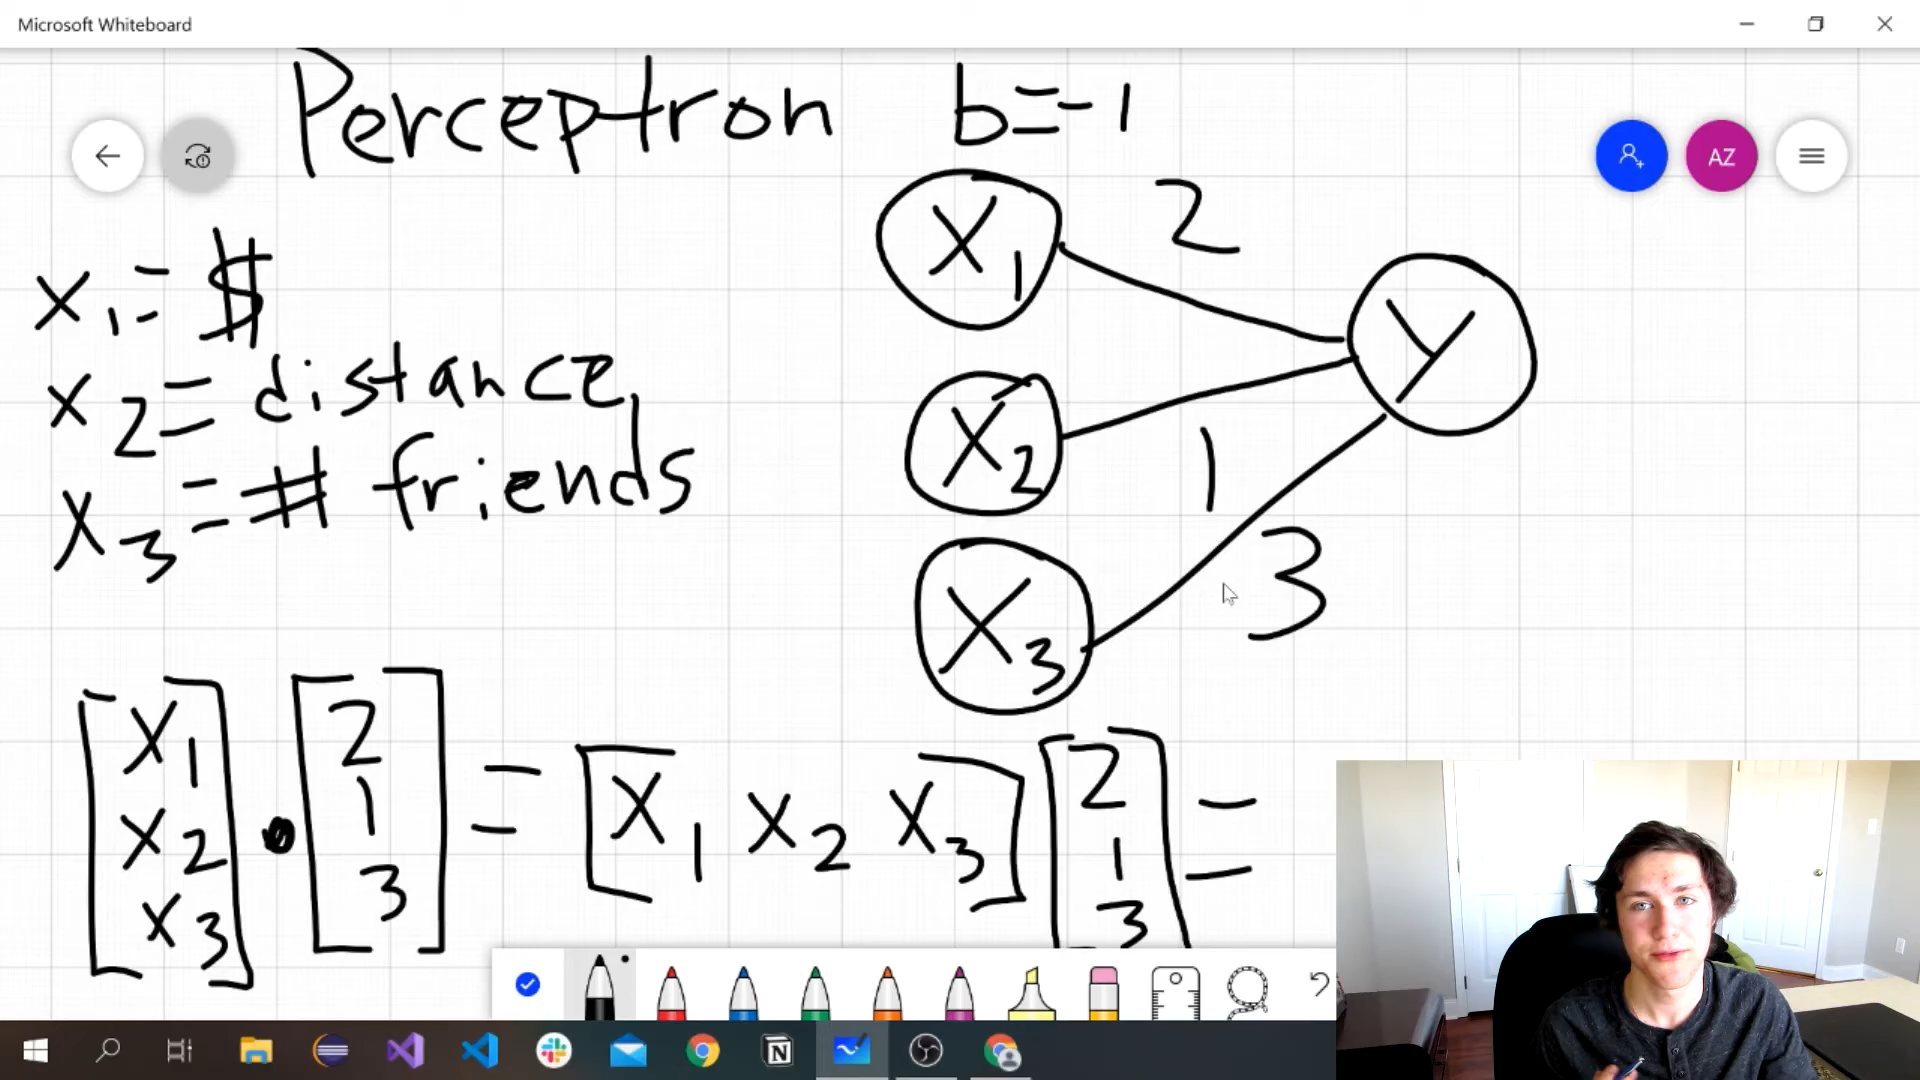 Microsoft Whiteboard
Perceptron b=-1
AZ
x1=$
x2=distance
x3=# friends
X1 2
X2 1
X3 3
Y
[x1 x2 x3] · [2 1 3] = [x1 x2 x3] [2 1 3] =